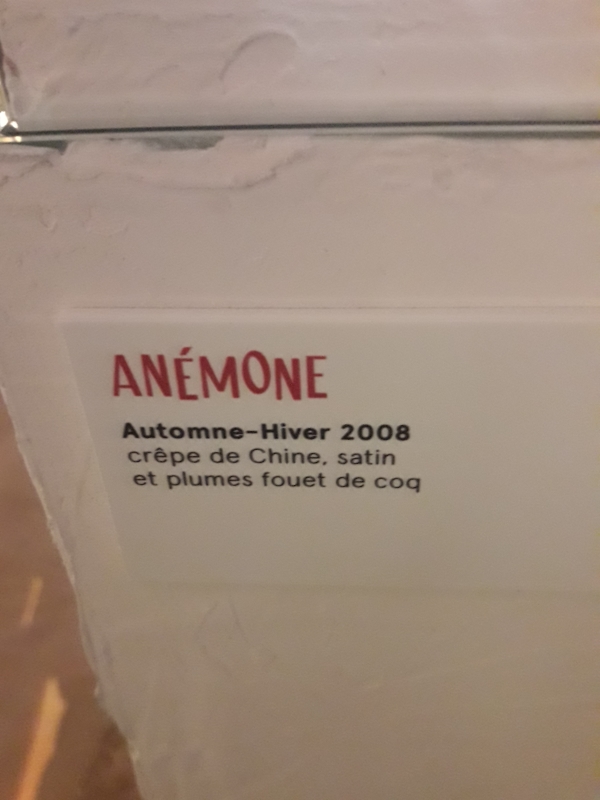 ANÉMONE
Automne-Hiver 2008
crêpe de Chine, satin
et plumes fouet de coq